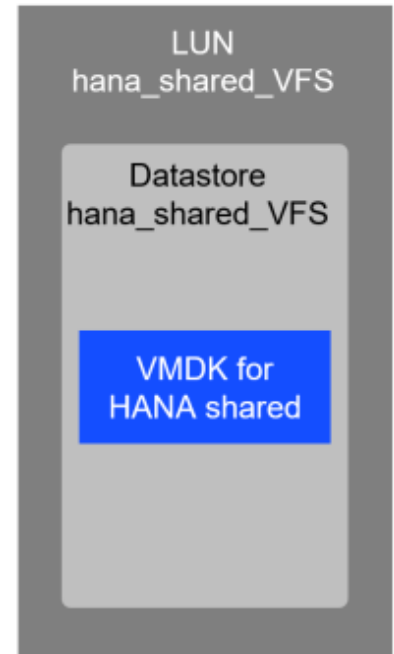 LUN
hana_shared_VFS
Datastore
hana_shared_VFS
VMDK for
HANA shared